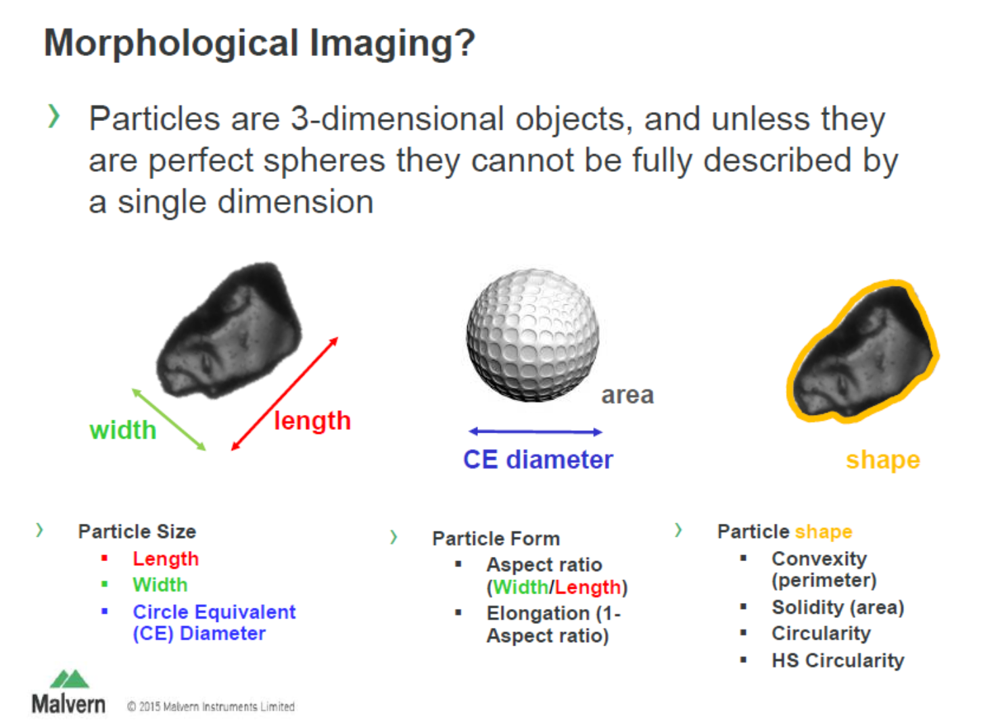 Morphological Imaging?
Particles are 3-dimensional objects, and unless they
are perfect spheres they cannot be fully described by
a single dimension
width
length
area
CE diameter
shape
Particle Size
Length
Width
Circle Equivalent
(CE) Diameter
Particle Form
Aspect ratio
(Width/Length)
Elongation (1-
Aspect ratio)
Particle shape
Convexity
(perimeter)
Solidity (area)
Circularity
HS Circularity
Malvern
© 2015 Malvern Instruments Limited